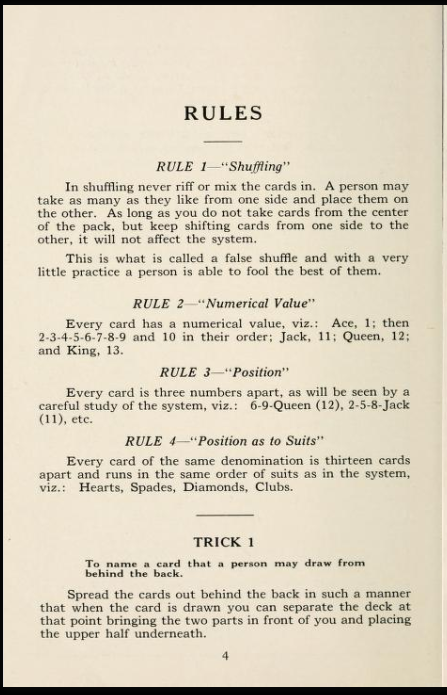 RULES
RULE 1—"Shuffling"
In shuffling never riff or mix the cards in. A person may
take as many as they like from one side and place them on
the other. As long as you do not take cards from the center
of the pack, but keep shifting cards from one side to the
other, it will not affect the system.
This is what is called a false shuffle and with a very
little practice a person is able to fool the best of them.
RULE 2—"Numerical Value"
Every card has a numerical value, viz.: Ace, 1; then
2-3-4-5-6-7-8-9 and 10 in their order; Jack, 11; Queen, 12;
and King, 13.
RULE 3—"Position"
Every card is three numbers apart, as will be seen by a
careful study of the system, viz.: 6-9-Queen (12), 2-5-8-Jack
(11), etc.
RULE 4—"Position as to Suits"
Every card of the same denomination is thirteen cards
apart and runs in the same order of suits as in the system,
viz.: Hearts, Spades, Diamonds, Clubs.
TRICK 1
To name a card that a person may draw from
behind the back.
Spread the cards out behind the back in such a manner
that when the card is drawn you can separate the deck at
that point bringing the two parts in front of you and placing
the upper half underneath.
4